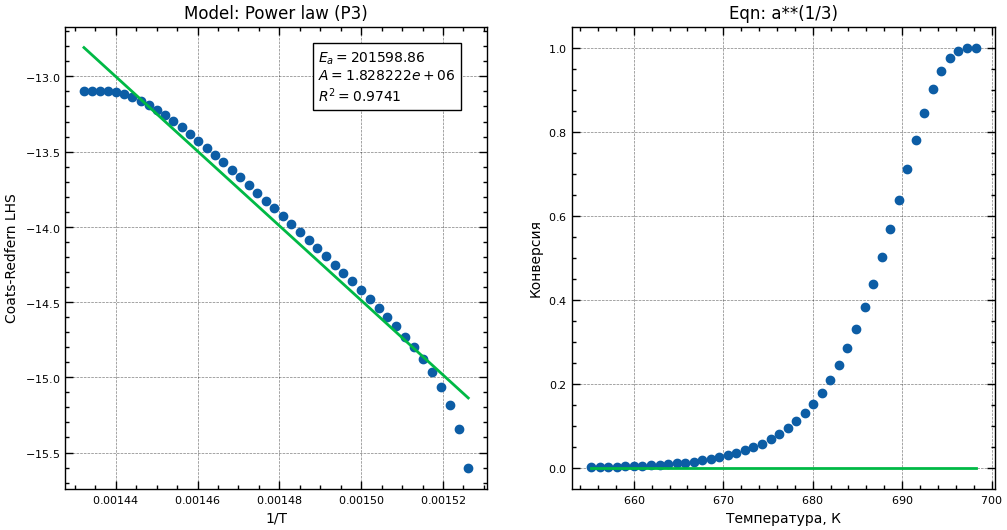 Model: Power law (P3)
Eqn: a**(1/3)
E_a = 201598.86
A = 1.828222e + 06
R^2 = 0.9741
Coats-Redfern LHS
−13.0
−13.5
−14.0
−14.5
−15.0
−15.5
0.00144
0.00146
0.00148
0.00150
0.00152
1/T
Конверсия
1.0
0.8
0.6
0.4
0.2
0.0
660
670
680
690
700
Температура, К